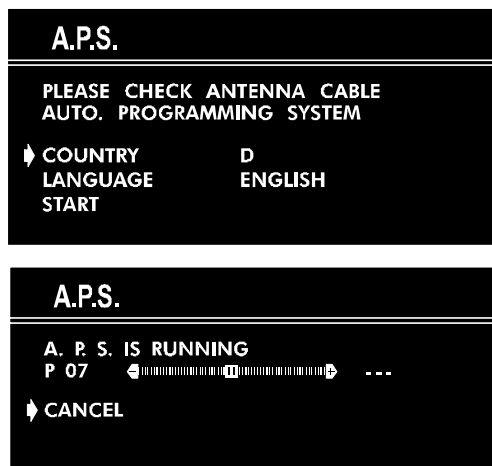 A.P.S.
PLEASE CHECK ANTENNA CABLE
AUTO. PROGRAMMING SYSTEM
COUNTRY D
LANGUAGE ENGLISH
START
A.P.S.
A. P. S. IS RUNNING
P 07 - + ---
CANCEL